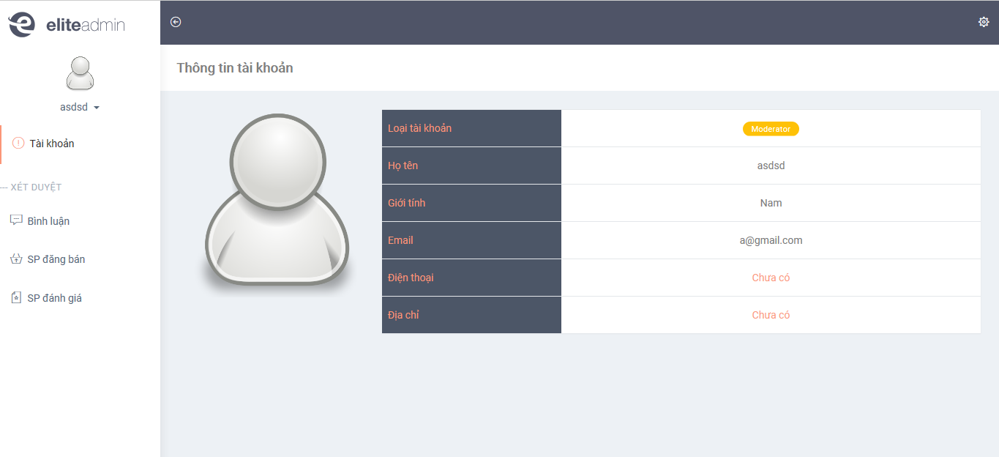 eliteadmin
asdsd
Tài khoản
--- XÉT DUYỆT
Bình luận
SP đăng bán
SP đánh giá
Thông tin tài khoản
Loại tài khoản Moderator
Họ tên asdsd
Giới tính Nam
Email a@gmail.com
Điện thoại Chưa có
Địa chỉ Chưa có